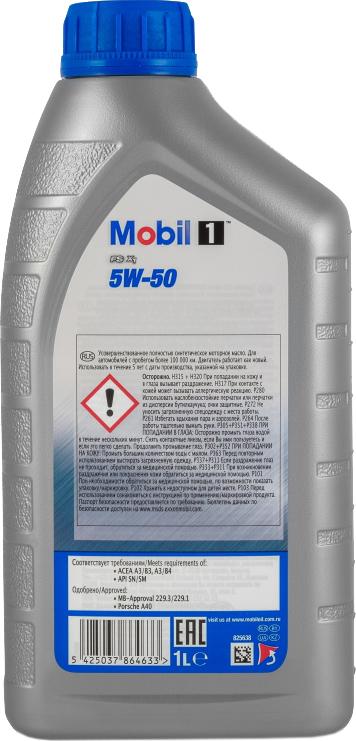 Mobil 1™
FS X1
5W-50
RUS Усовершенствованное полностью синтетическое моторное масло. Для
автомобилей с пробегом более 100 000 км. Двигатель работает как новый.
Использовать в течение 5 лет с даты производства, указанной на упаковке.
Осторожно. H315 + H320 При попадании на кожу и
в глаза вызывает раздражение. H317 При контакте с
кожей может вызывать аллергическую реакцию. P280
Использовать маслобензостойкие перчатки или перчатки
из дисперсии бутилкаучука; очки защитные. P272 Не
уносить загрязненную спецодежду с места работы.
P261 Избегать вдыхания пара и аэрозолей. P264 После
работы тщательно вымыть руки. P305+P351+P338 ПРИ
ПОПАДАНИИ В ГЛАЗА: Осторожно промыть глаза водой
в течение нескольких минут. Снять контактные линзы, если Вы ими пользуетесь и
если это легко сделать. Продолжить промывание глаз. P302+P352 ПРИ ПОПАДАНИИ
НА КОЖУ: Промыть большим количеством воды с мылом. P363 Перед повторным
использованием выстирать загрязненную одежду. P337+P311 Если раздражение глаз
не проходит, обратиться за медицинской помощью. P333+P311 При возникновении
раздражения или покраснения кожи обратиться за медицинской помощью. P101
При необходимости обратиться за медицинской помощью, по возможности показать
упаковку/маркировку. P102 Хранить в недоступном для детей месте. P103 Перед
использованием ознакомиться с инструкцией по применению/маркировкой продукта.
Паспорт безопасности предоставляется по требованию. Бюллетень данных по
безопасности доступен на www.msds.exxonmobil.com.
Соответствует требованиям/Meets requirements of:
• ACEA A3/B3, A3/B4
• API SN/SM
Одобрено/Approved:
• MB-Approval 229.3/229.1
• Porsche A40
visit us at www.mobiloil.com.ru
EAC
825638
RUS BY
UA KZ
5 425037 864633
1L e